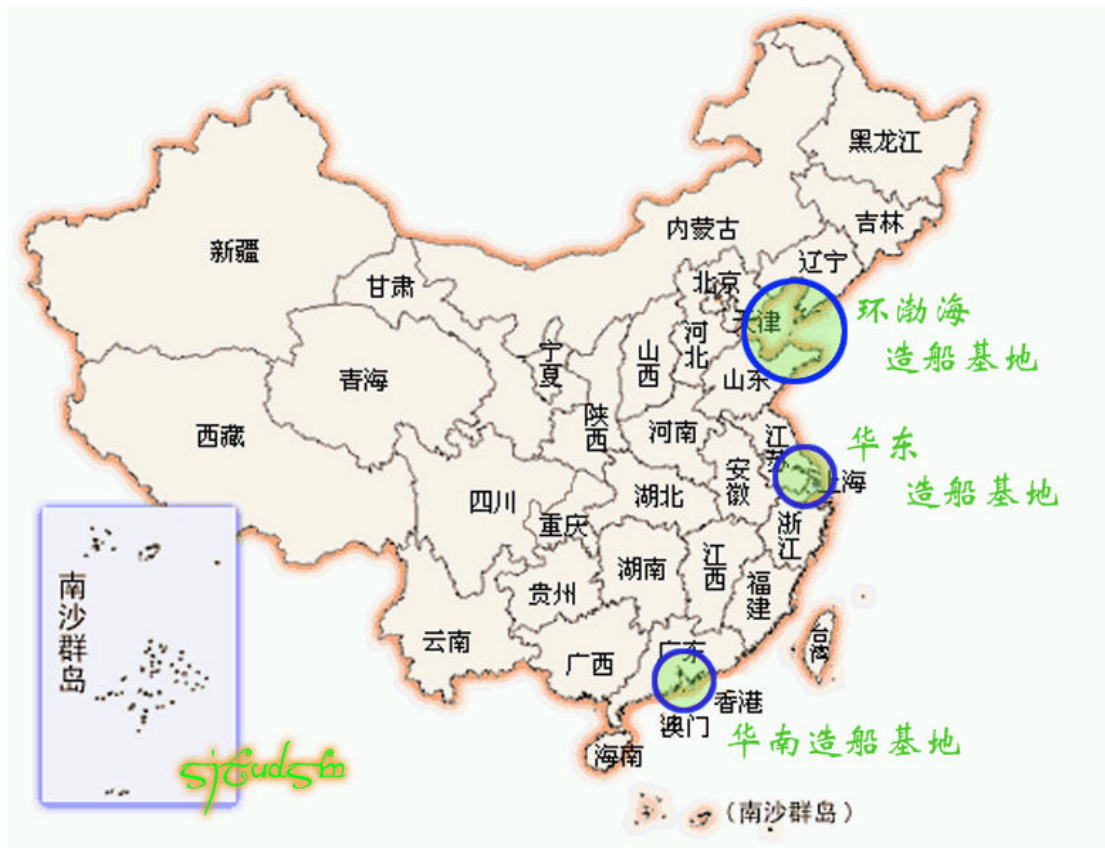 黑龙江
吉林
内蒙古
辽宁
新疆
北京
甘肃
环渤海
造船基地
天津
河北
山西
宁夏
山东
青海
陕西
河南
江苏
华东
造船基地
西藏
安徽
上海
四川
湖北
重庆
浙江
湖南
江西
福建
贵州
南沙群岛
云南
广西
广东
台湾
香港
澳门
华南造船基地
海南
sjtudsm
(南沙群岛)